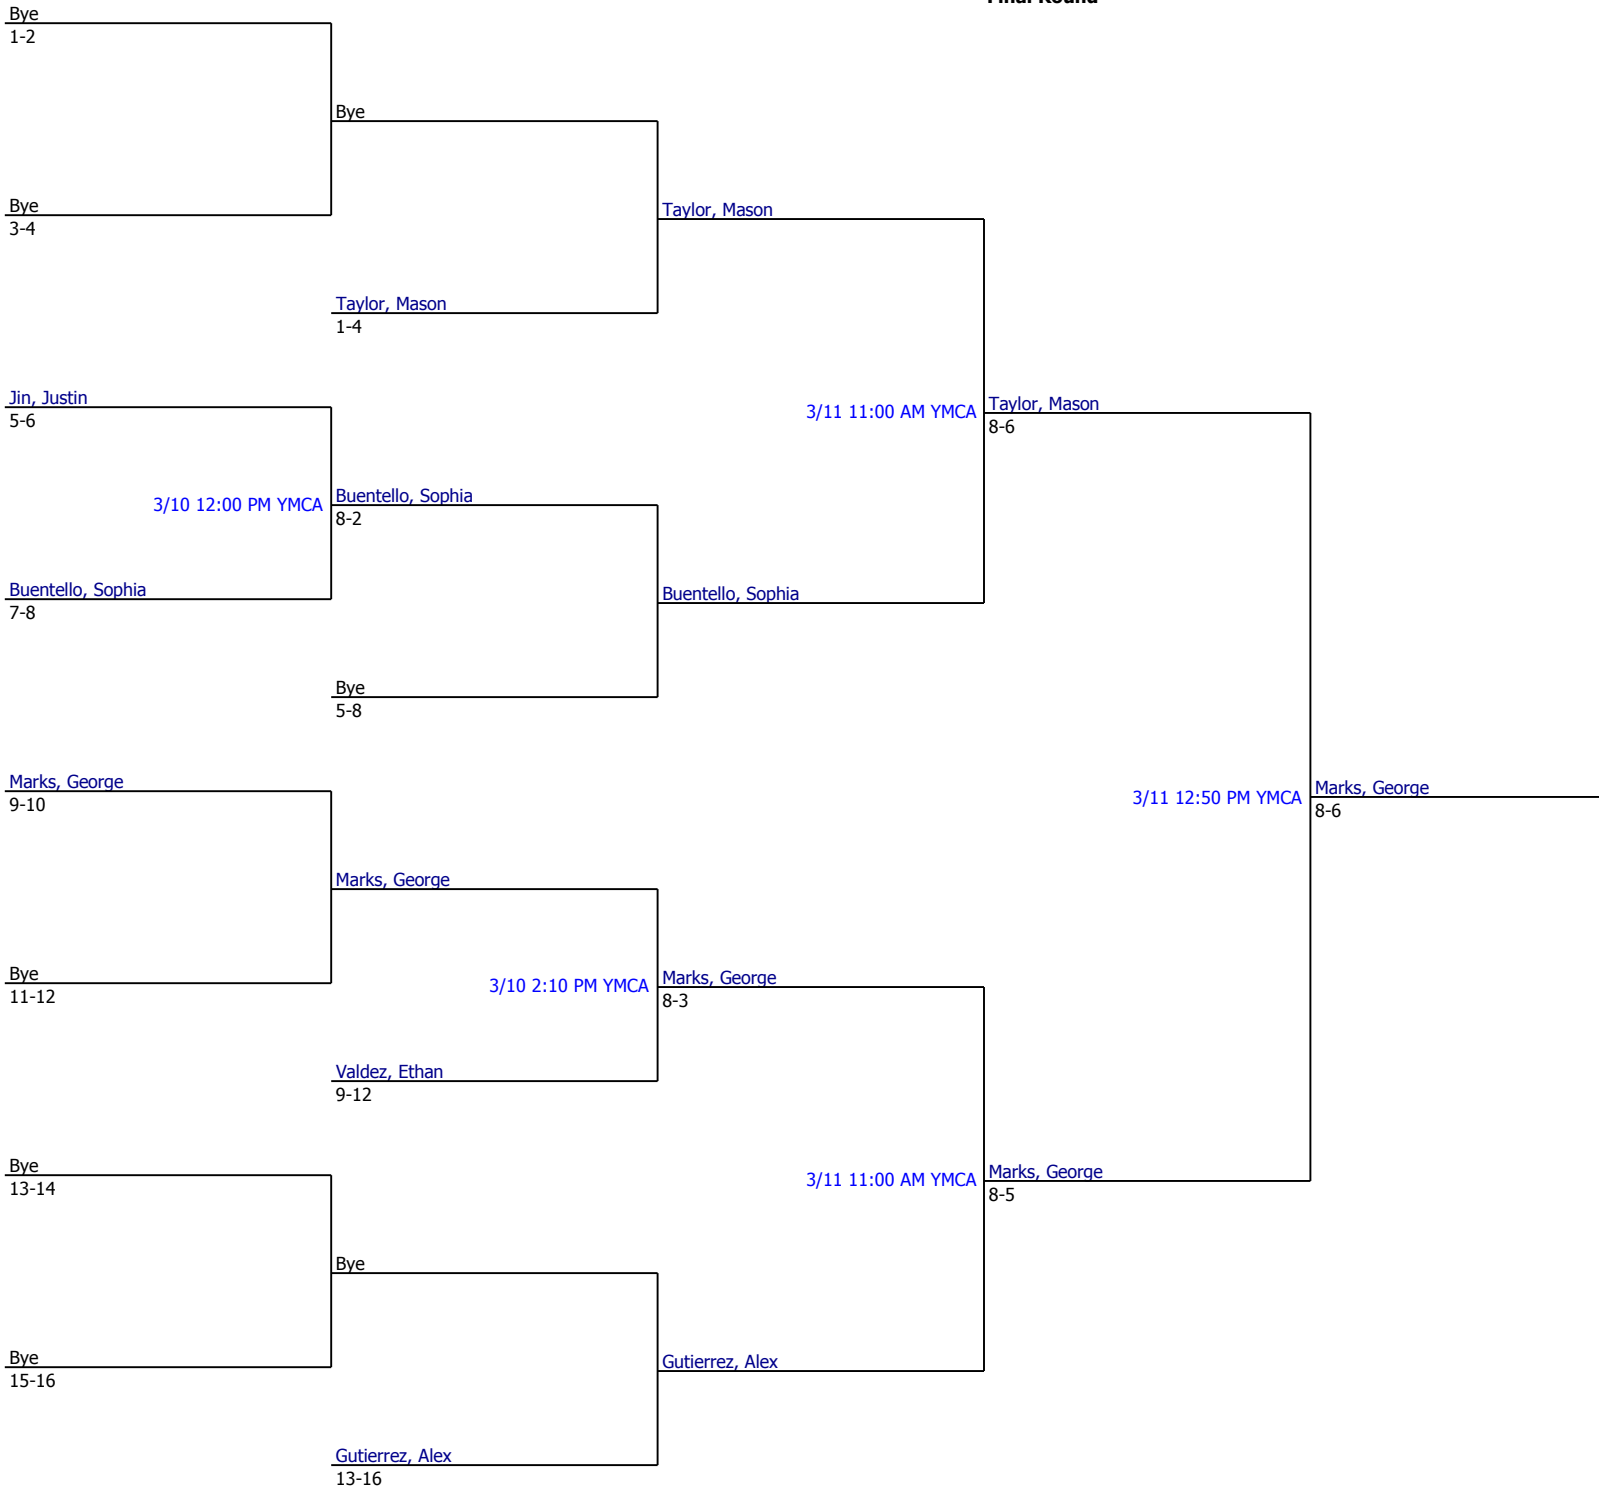 Final Round
Bye
1-2
Bye
Bye
3-4
Taylor, Mason
Taylor, Mason
1-4
Jin, Justin
5-6
3/11 11:00 AM YMCA
Taylor, Mason
8-6
3/10 12:00 PM YMCA
Buentello, Sophia
8-2
Buentello, Sophia
7-8
Buentello, Sophia
Bye
5-8
Marks, George
9-10
3/11 12:50 PM YMCA
Marks, George
8-6
Marks, George
Bye
11-12
3/10 2:10 PM YMCA
Marks, George
8-3
Valdez, Ethan
9-12
Bye
13-14
3/11 11:00 AM YMCA
Marks, George
8-5
Bye
Bye
15-16
Gutierrez, Alex
Gutierrez, Alex
13-16